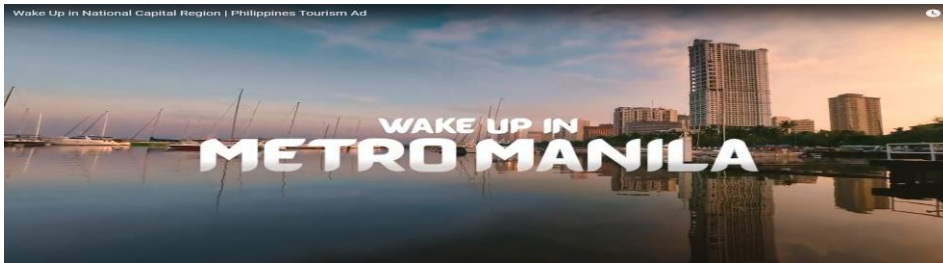 Wake Up in National Capital Region | Philippines Tourism Ad
WAKE UP IN
METRO MANILA